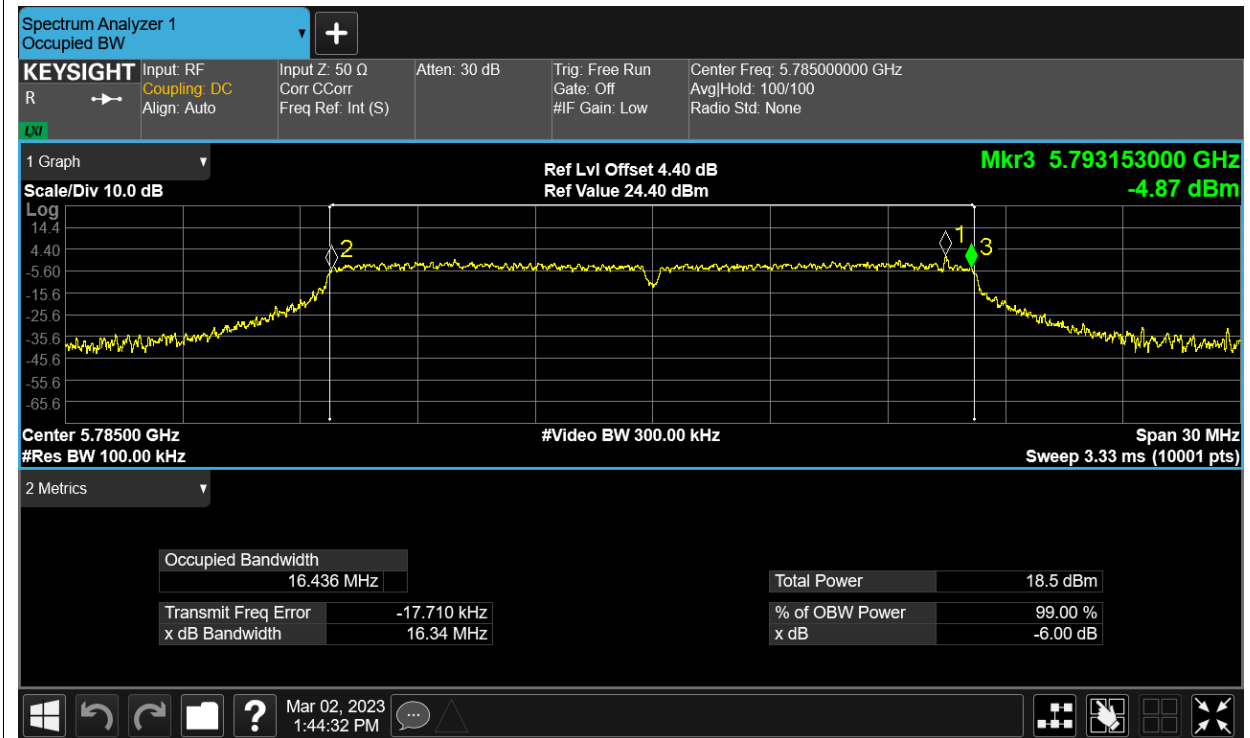 Spectrum Analyzer 1
Occupied BW
▼
+
KEYSIGHT
R
LXI
Input: RF
Coupling: DC
Align: Auto
Input Z: 50 Ω
Corr CCorr
Freq Ref: Int (S)
Atten: 30 dB
Trig: Free Run
Gate: Off
#IF Gain: Low
Center Freq: 5.785000000 GHz
Avg|Hold: 100/100
Radio Std: None
1 Graph ▼
Scale/Div 10.0 dB
Ref Lvl Offset 4.40 dB
Ref Value 24.40 dBm
Mkr3 5.793153000 GHz
-4.87 dBm
Log
14.4
4.40
-5.60
-15.6
-25.6
-35.6
-45.6
-55.6
-65.6
2
1
3
Center 5.78500 GHz
#Res BW 100.00 kHz
#Video BW 300.00 kHz
Span 30 MHz
Sweep 3.33 ms (10001 pts)
2 Metrics ▼
Occupied Bandwidth
16.436 MHz
Transmit Freq Error -17.710 kHz
x dB Bandwidth 16.34 MHz
Total Power 18.5 dBm
% of OBW Power 99.00 %
x dB -6.00 dB
?
Mar 02, 2023
1:44:32 PM